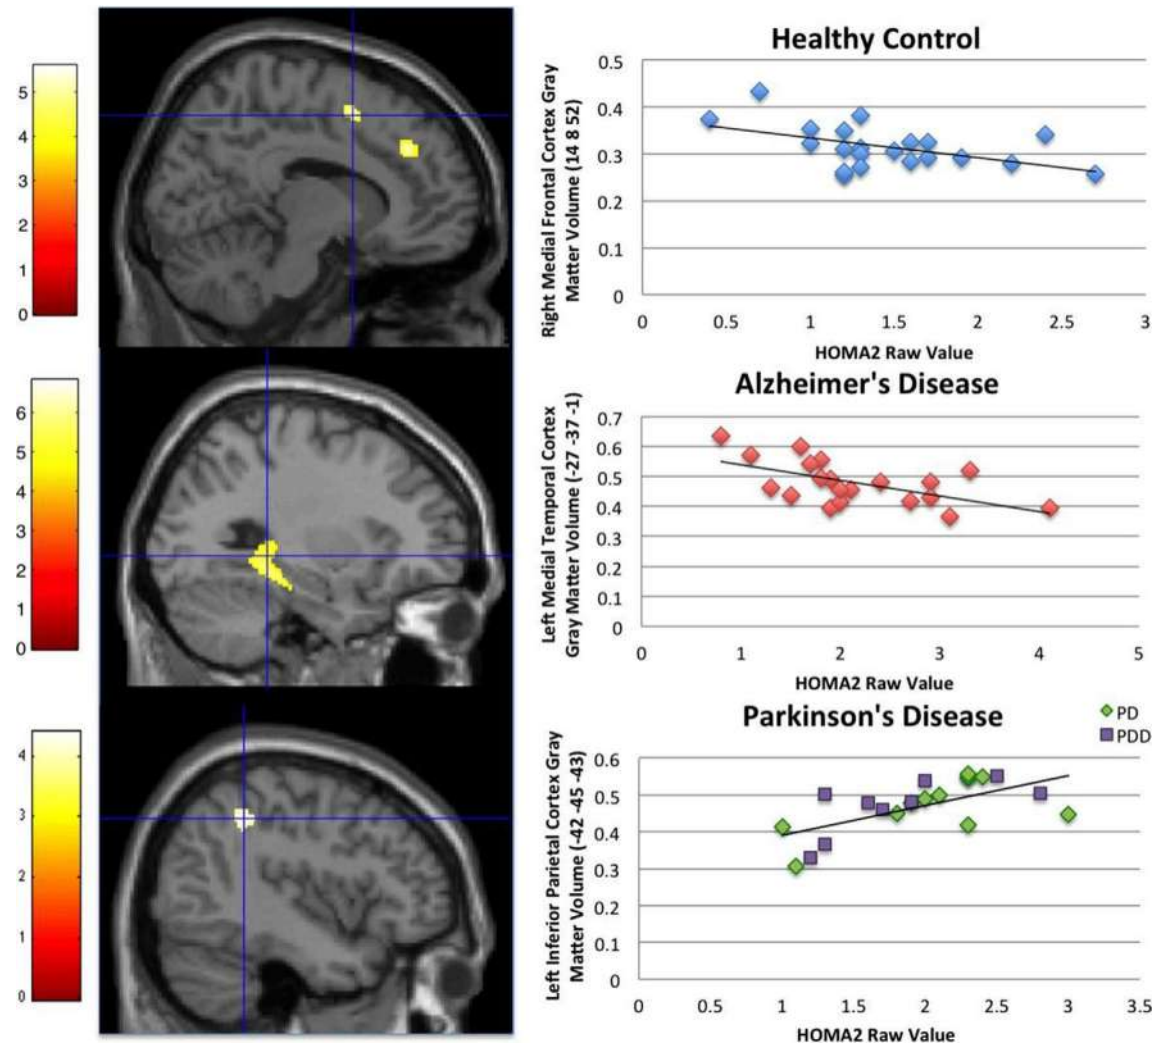 5
4
3
2
1
0
Healthy Control
Right Medial Frontal Cortex Gray
Matter Volume (14 8 52)
0.5
0.4
0.3
0.2
0.1
0
0 0.5 1 1.5 2 2.5 3
HOMA2 Raw Value
6
5
4
3
2
1
0
Alzheimer's Disease
Left Medial Temporal Cortex
Gray Matter Volume (-27 -37 -1)
0.7
0.6
0.5
0.4
0.3
0.2
0.1
0
0 1 2 3 4 5
HOMA2 Raw Value
4
3
2
1
0
Parkinson's Disease
PD
PDD
Left Inferior Parietal Cortex Gray
Matter Volume (-42 -45 -43)
0.6
0.5
0.4
0.3
0.2
0.1
0
0 0.5 1 1.5 2 2.5 3 3.5
HOMA2 Raw Value